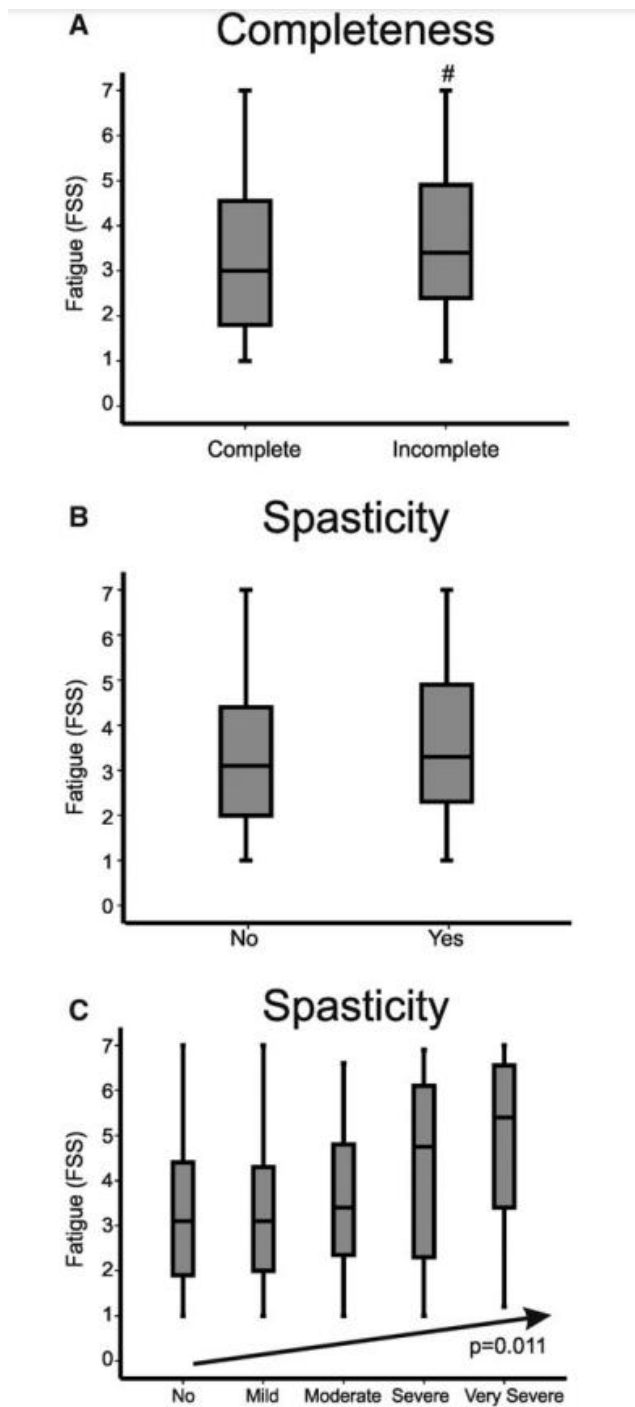 A Completeness
#
7
6
5
4
3
2
1
0
Fatigue (FSS)
Complete Incomplete
B Spasticity
7
6
5
4
3
2
1
0
Fatigue (FSS)
No Yes
C Spasticity
7
6
5
4
3
2
1
0
Fatigue (FSS)
p=0.011
No Mild Moderate Severe Very Severe